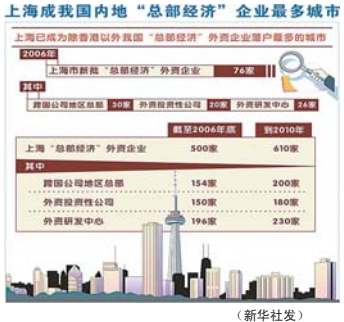 上海成我国内地“总部经济”企业最多城市
上海已成为除香港以外我国“总部经济”外资企业落户最多的城市
2006年
上海市新批“总部经济”外资企业 76家
其中
跨国公司地区总部 30家 外资投资性公司 20家 外资研发中心 26家
截至2006年底 到2010年
上海“总部经济”外资企业 500家 610家
其中
跨国公司地区总部 154家 200家
外资投资性公司 150家 180家
外资研发中心 196家 230家
(新华社发)